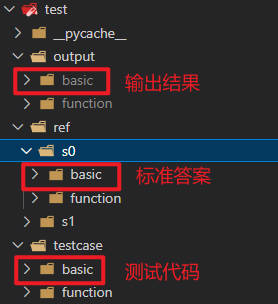 test
__pycache__
output
basic 输出结果
function
ref
s0
basic 标准答案
function
s1
testcase
basic 测试代码
function